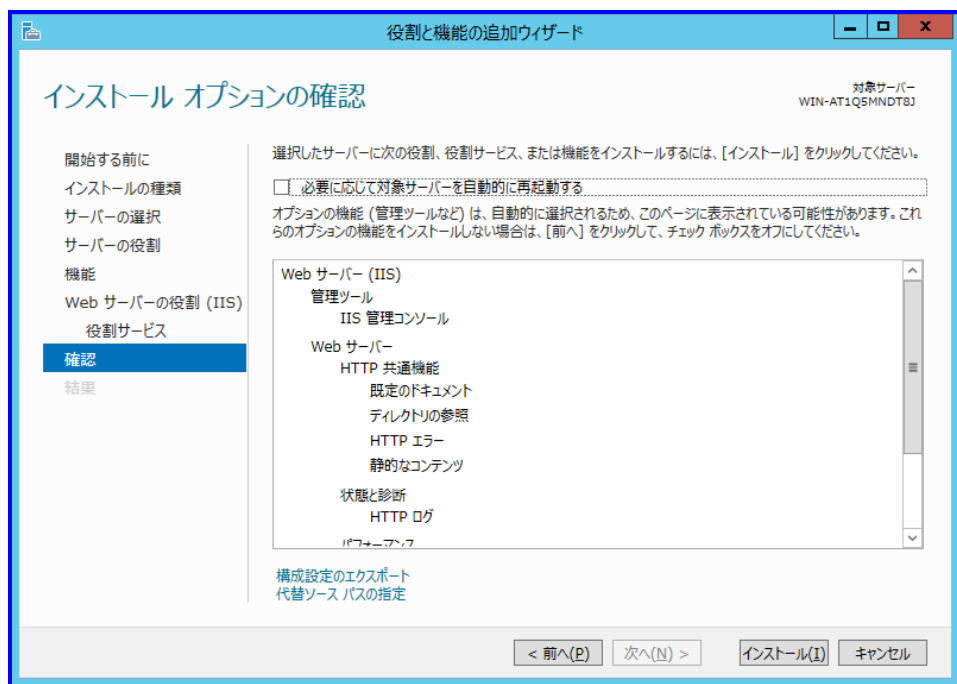 役割と機能の追加ウィザード
インストール オプションの確認
対象サーバー
WIN-AT1Q5MNDT8J
開始する前に
インストールの種類
サーバーの選択
サーバーの役割
機能
Web サーバーの役割 (IIS)
役割サービス
確認
結果
選択したサーバーに次の役割、役割サービス、または機能をインストールするには、[インストール] をクリックしてください。
必要に応じて対象サーバーを自動的に再起動する
オプションの機能 (管理ツールなど) は、自動的に選択されるため、このページに表示されている可能性があります。これ
らのオプションの機能をインストールしない場合は、[前へ] をクリックして、チェック ボックスをオフにしてください。
Web サーバー (IIS)
管理ツール
IIS 管理コンソール
Web サーバー
HTTP 共通機能
既定のドキュメント
ディレクトリの参照
HTTP エラー
静的なコンテンツ
状態と診断
HTTP ログ
パフォーマンス
構成設定のエクスポート
代替ソース パスの指定
< 前へ(P)
次へ(N) >
インストール(I)
キャンセル